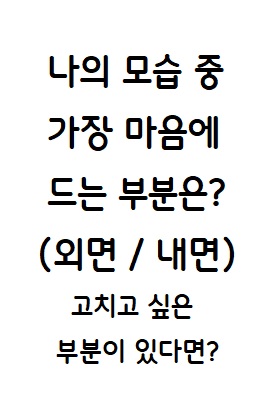 나의 모습 중
가장 마음에
드는 부분은?
(외면 / 내면)
고치고 싶은
부분이 있다면?